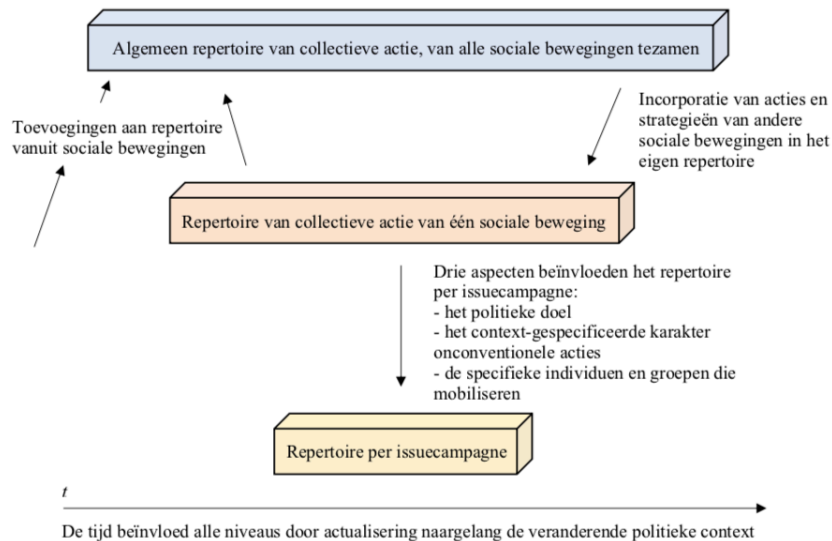 Algemeen repertoire van collectieve actie, van alle sociale bewegingen tezamen
Toevoegingen aan repertoire
vanuit sociale bewegingen
Incorporatie van acties en
strategieën van andere
sociale bewegingen in het
eigen repertoire
Repertoire van collectieve actie van één sociale beweging
Drie aspecten beïnvloeden het repertoire
per issuecampagne:
- het politieke doel
- het context-gespecificeerde karakter
onconventionele acties
- de specifieke individuen en groepen die
mobiliseren
Repertoire per issuecampagne
t
De tijd beïnvloed alle niveaus door actualisering naargelang de veranderende politieke context